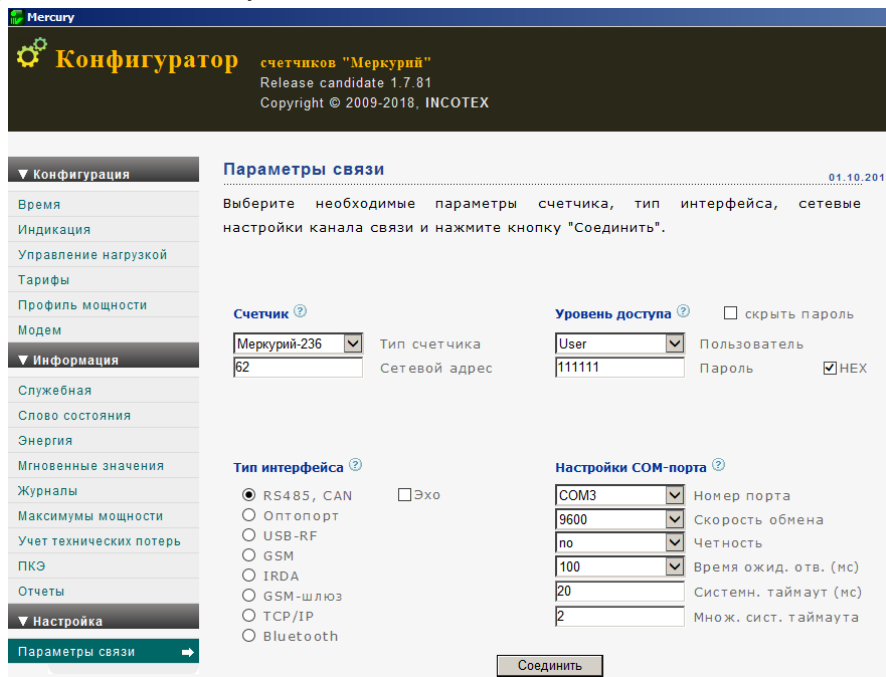 Mercury
Конфигуратор счетчиков "Меркурий"
Release candidate 1.7.81
Copyright © 2009-2018, INCOTEX
▼ Конфигурация
Время
Индикация
Управление нагрузкой
Тарифы
Профиль мощности
Модем
▼ Информация
Служебная
Слово состояния
Энергия
Мгновенные значения
Журналы
Максимумы мощности
Учет технических потерь
ПКЭ
Отчеты
▼ Настройка
Параметры связи
Параметры связи
01.10.201
Выберите необходимые параметры счетчика, тип интерфейса, сетевые
настройки канала связи и нажмите кнопку "Соединить".
Счетчик ?
Меркурий-236 Тип счетчика
62 Сетевой адрес
Уровень доступа ? скрыть пароль
User Пользователь
111111 Пароль HEX
Тип интерфейса ?
RS485, CAN Эхо
Оптопорт
USB-RF
GSM
IRDA
GSM-шлюз
TCP/IP
Bluetooth
Настройки COM-порта ?
COM3 Номер порта
9600 Скорость обмена
no Четность
100 Время ожид. отв. (мс)
20 Системн. таймаут (мс)
2 Множ. сист. таймаута
Соединить